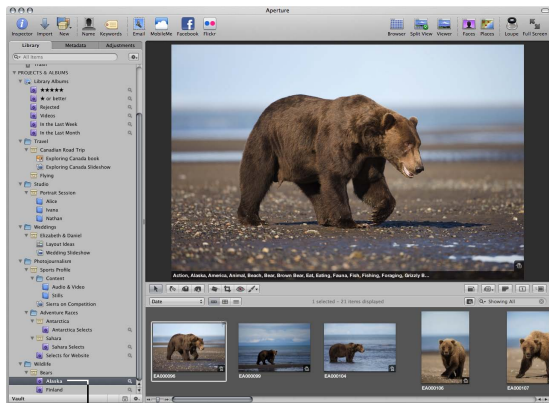 Aperture
Inspector Import New Name Keywords Email MobileMe Facebook Flickr Browser Split View Viewer Faces Places Loupe Full Screen
Library Metadata Adjustments
All Items
Travel
PROJECTS & ALBUMS
Library Albums
★★★★★
★ or better
Rejected
Videos
In the Last Week
In the Last Month
Travel
Canadian Road Trip
Exploring Canada book
Exploring Canada Slideshow
Flying
Studio
Portrait Session
Alice
Ivana
Nathan
Weddings
Elizabeth & Daniel
Layout Ideas
Wedding Slideshow
Photojournalism
Sports Profile
Content
Audio & Video
Stills
Sierra on Competition
Adventure Races
Antarctica
Antarctica Selects
Sahara
Sahara Selects
Selects for Website
Wildlife
Bears
Alaska
Finland
Vault
Action, Alaska, America, Animal, Beach, Bear, Brown Bear, Eat, Eating, Fauna, Fish, Fishing, Foraging, Grizzly B...
Date 1 selected – 21 items displayed Showing All
EA000098 EA000099 EA000104 EA000106 EA000107